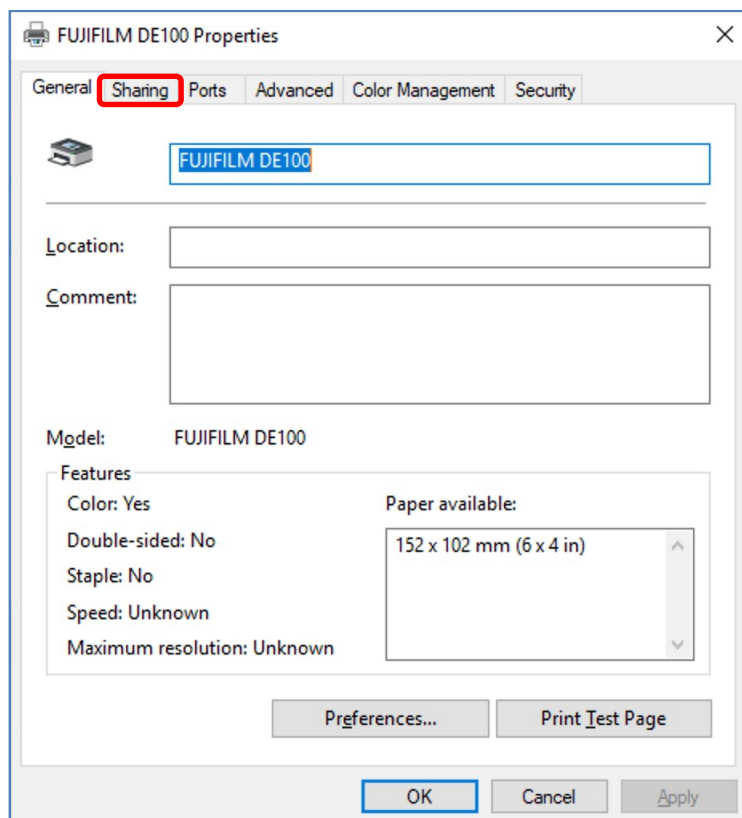 FUJIFILM DE100 Properties
General Sharing Ports Advanced Color Management Security
FUJIFILM DE100
Location:
Comment:
Model: FUJIFILM DE100
Features
Color: Yes
Double-sided: No
Staple: No
Speed: Unknown
Maximum resolution: Unknown
Paper available:
152 x 102 mm (6 x 4 in)
Preferences... Print Test Page
OK Cancel Apply